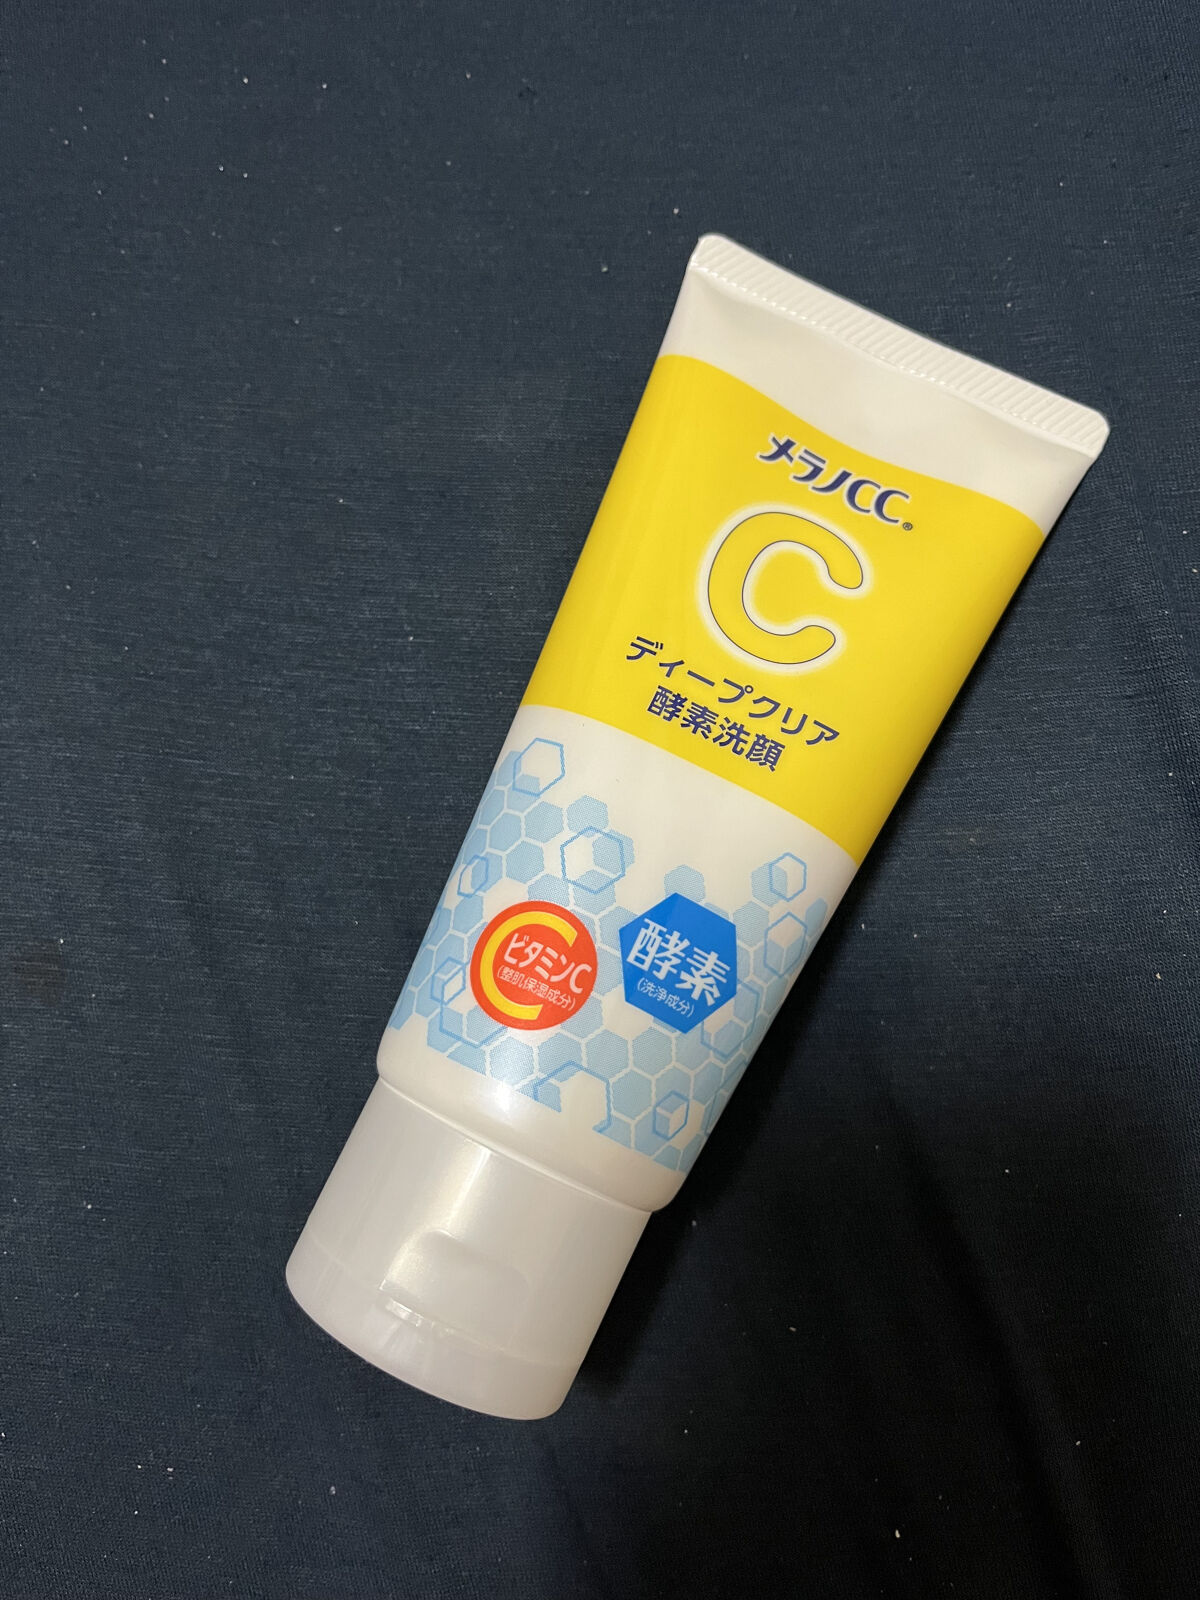 メラノCC®
C
ディープクリア
酵素洗顔
ビタミンC
(整肌保湿成分)
酵素
(洗浄成分)